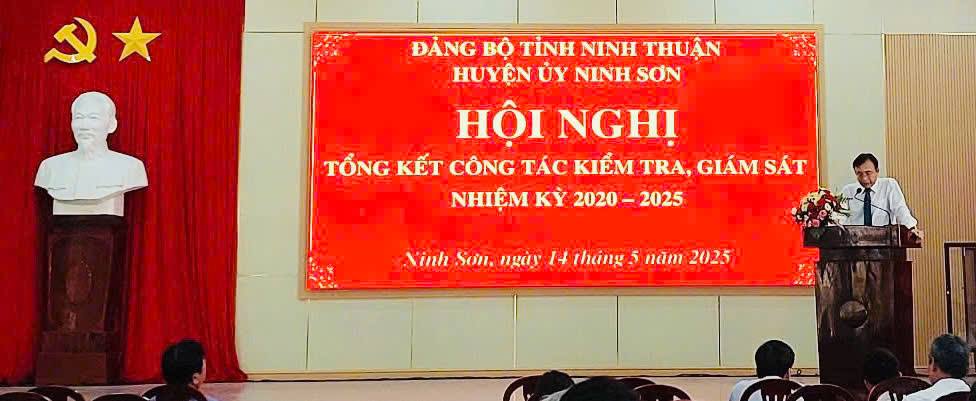 ĐẢNG BỘ TỈNH NINH THUẬN
HUYỆN ỦY NINH SƠN
HỘI NGHỊ
TỔNG KẾT CÔNG TÁC KIỂM TRA, GIÁM SÁT
NHIỆM KỲ 2020 – 2025
Ninh Sơn, ngày 14 tháng 5 năm 2025